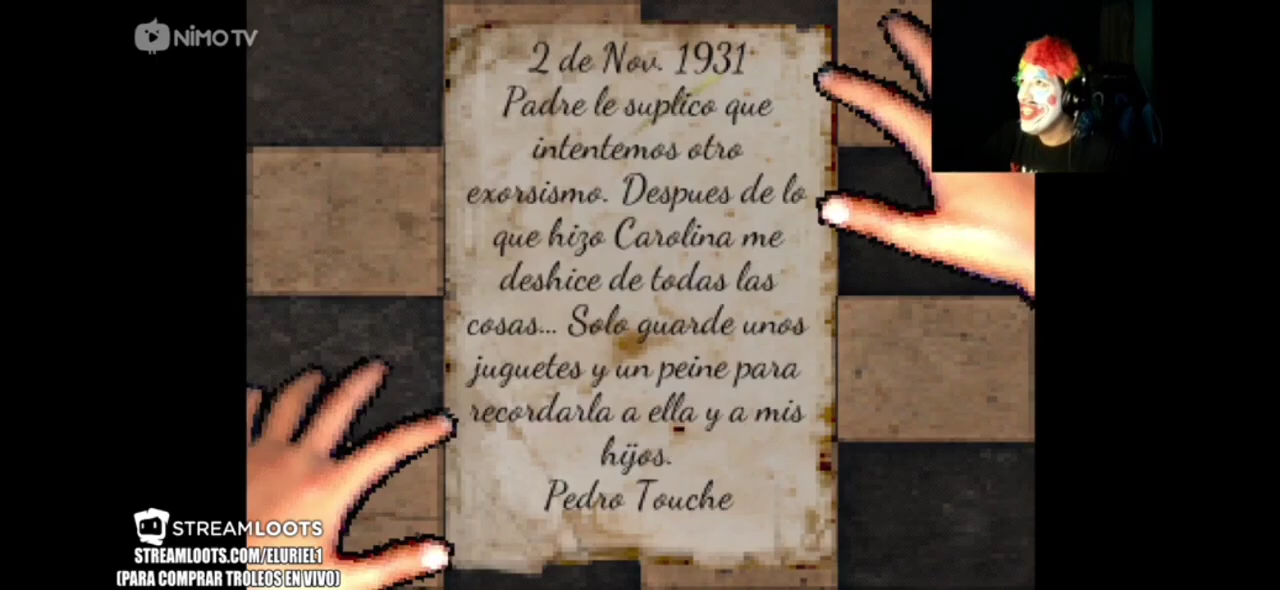 NIMO TV
2 de Nov. 1931
Padre le suplico que
intentemos otro
exorsismo. Despues de lo
que hizo Carolina me
deshice de todas las
cosas... Solo guarde unos
juguetes y un peine para
recordarla a ella y a mis
hijos.
Pedro Touche
STREAMLOOTS
STREAMLOOTS.COM/ELURIEL1
(PARA COMPRAR TROLEOS EN VIVO)